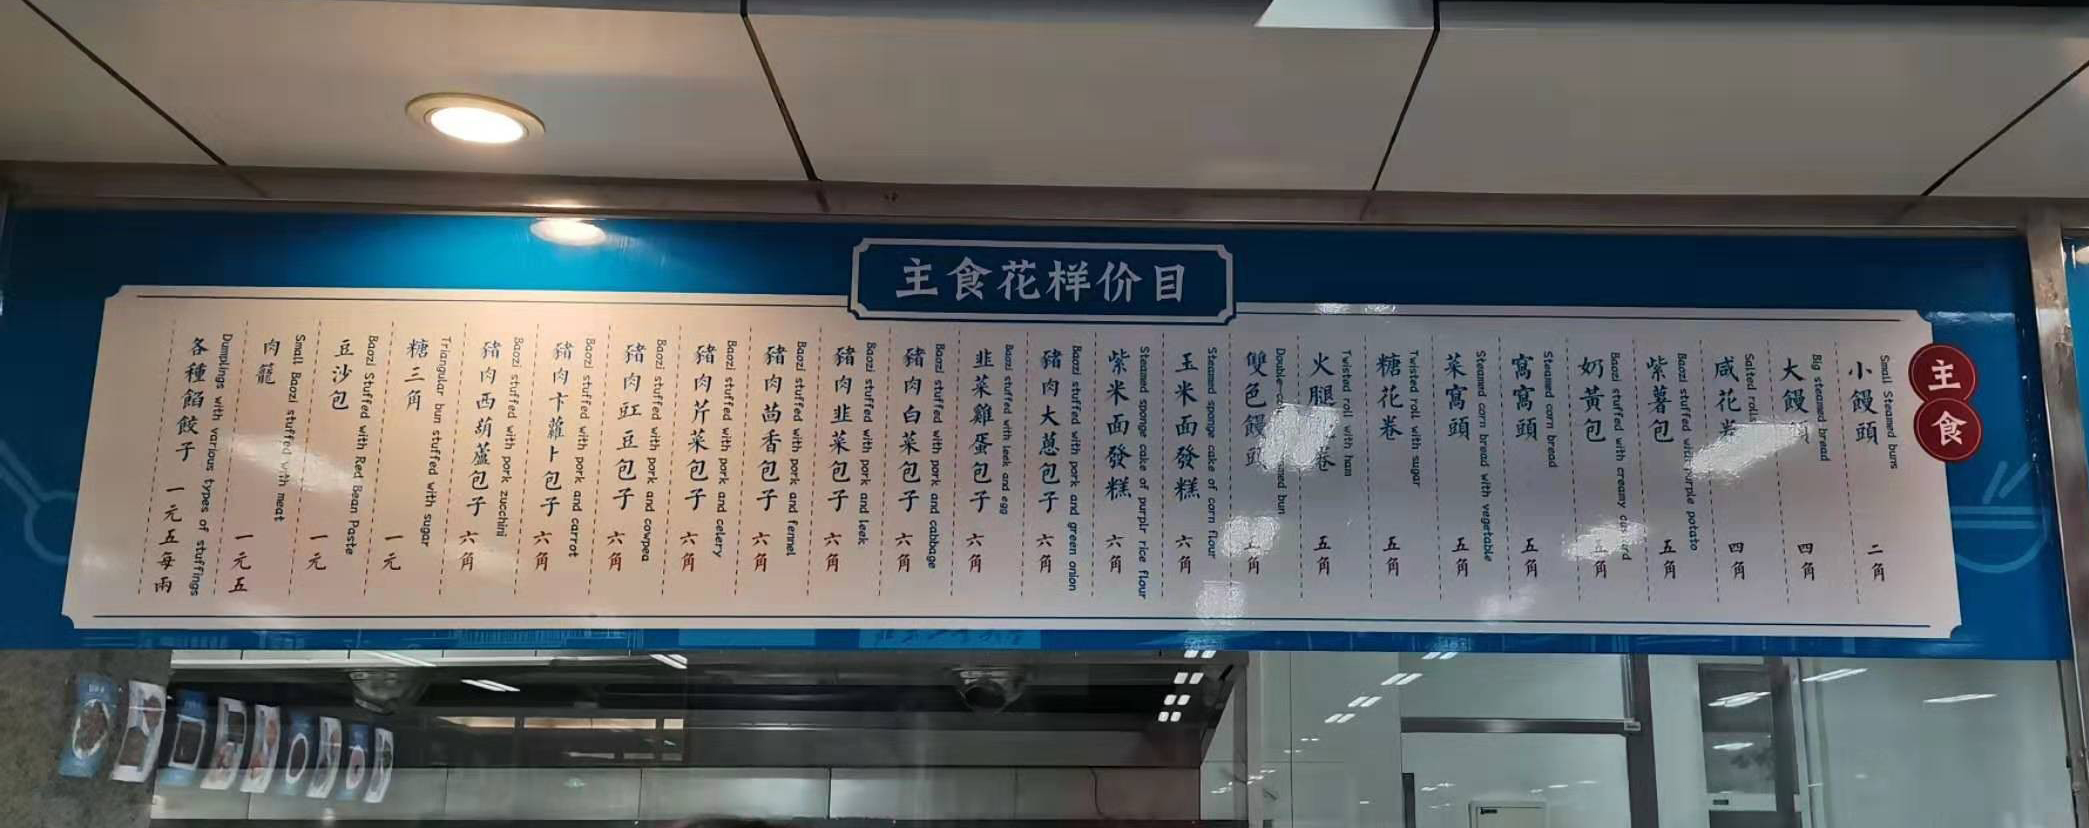 主食花样价目
主食
小饅頭
Small Steamed buns
二角
大饅
Big steamed bread
四角
咸花
Salted
四角
紫薯包
Baozi stuffed purple potato
五角
奶黃包
Baozi stuffed with creamy
角
窩窩頭
Steamed corn bread
五角
菜窩頭
Steamed corn bread with vegetable
五角
糖花卷
Twisted roll with sugar
五角
火腿卷
Twisted roll with ham
五角
雙色饅頭
bun
角
玉米面發糕
Steamed sponge cake of corn flour
六角
紫米面發糕
Steamed sponge cake of purplr rice flour
六角
豬肉大蔥包子
Baozi stuffed with pork and green onion
六角
韭菜雞蛋包子
Baozi stuffed with leek and egg
六角
豬肉白菜包子
Baozi stuffed with pork and cabbage
六角
豬肉韭菜包子
Baozi stuffed with pork and leek
六角
豬肉茴香包子
Baozi stuffed with pork and fennel
六角
豬肉芹菜包子
Baozi stuffed with pork and celery
六角
豬肉豇豆包子
Baozi stuffed with pork and cowpea
六角
豬肉卞蘿卜包子
Baozi stuffed with pork and carrot
六角
豬肉西葫蘆包子
Baozi stuffed with pork zucchini
六角
糖三角
Triangular bun stuffed with sugar
一元
豆沙包
Baozi Stuffed with Red Bean Paste
一元
肉籠
Small Baozi stuffed with meat
一元五
各種餡餃子
Dumplings with various types of stuffings
一元五每兩